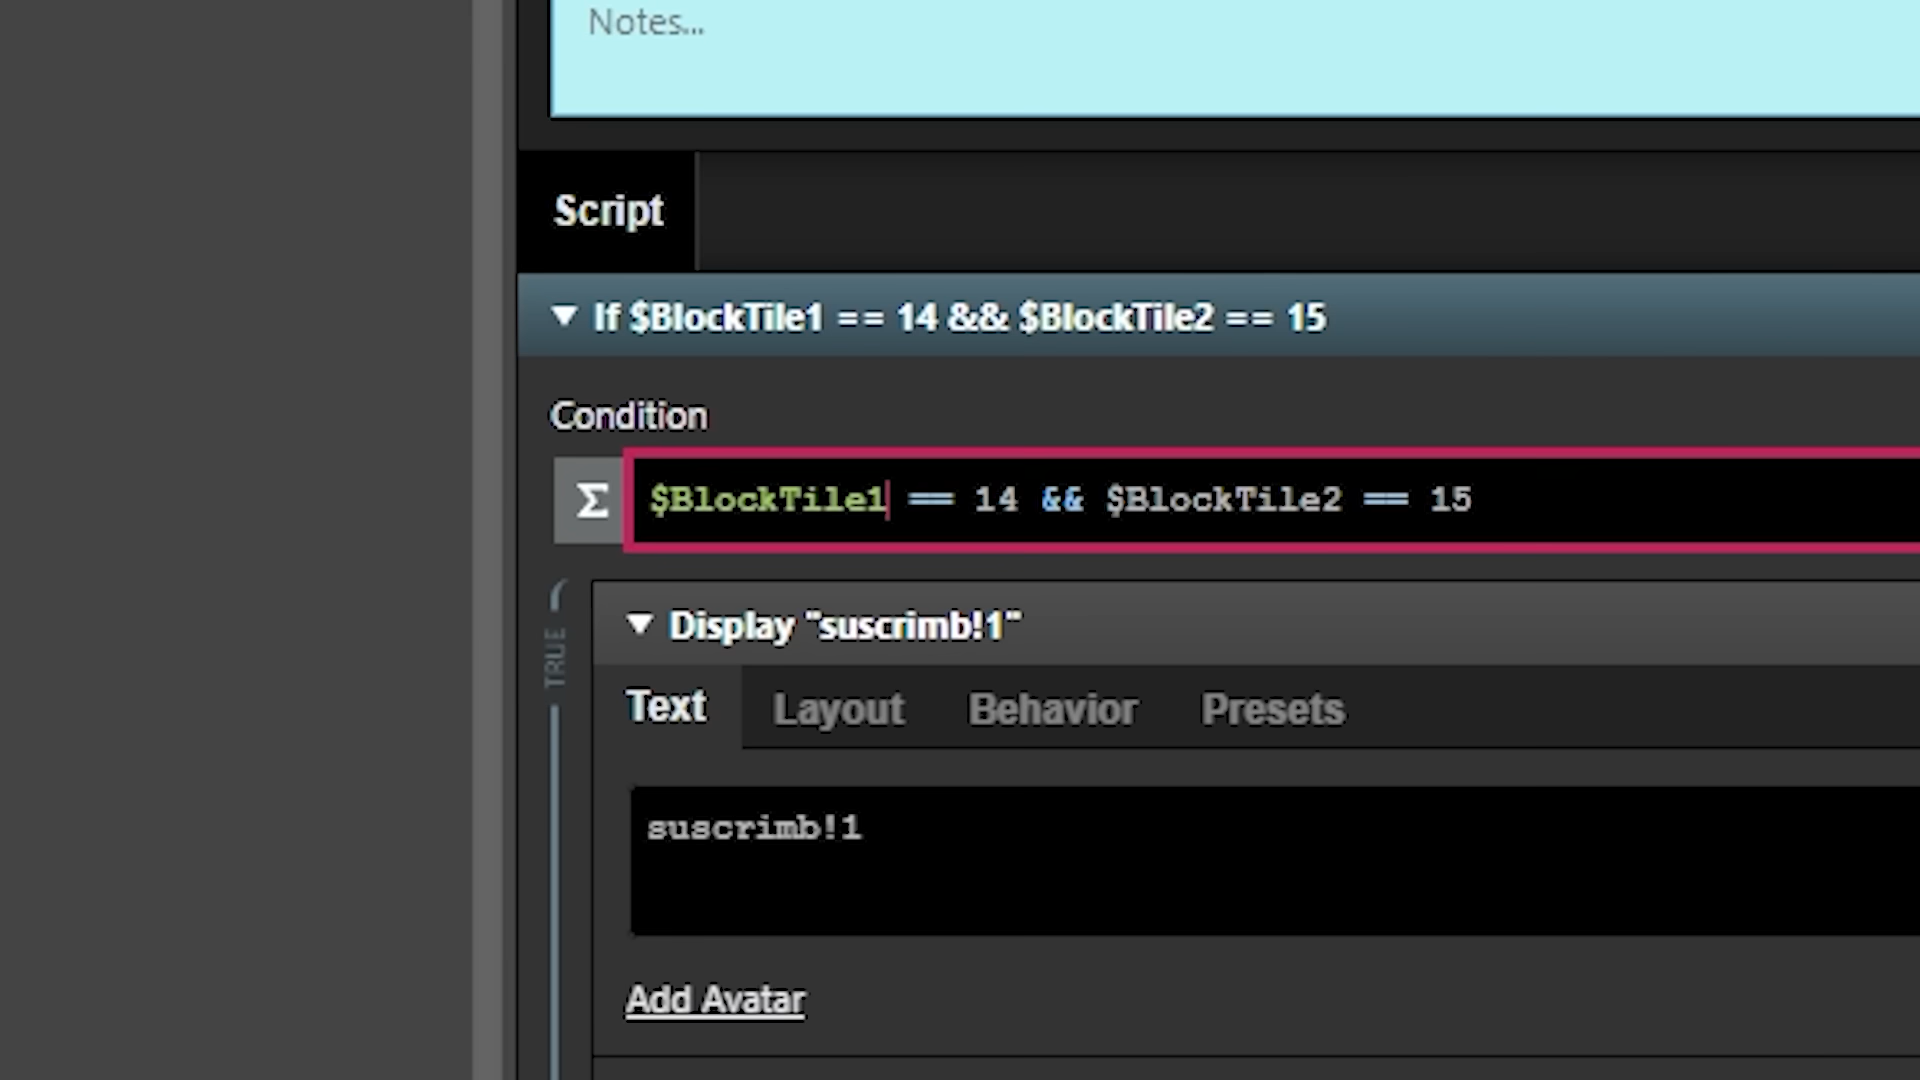 Notes...
Script
If $BlockTile1 == 14 && $BlockTile2 == 15
Condition
Σ $BlockTile1 == 14 && $BlockTile2 == 15
TRUE
Display "suscrimb!1"
Text Layout Behavior Presets
suscrimb!1
Add Avatar